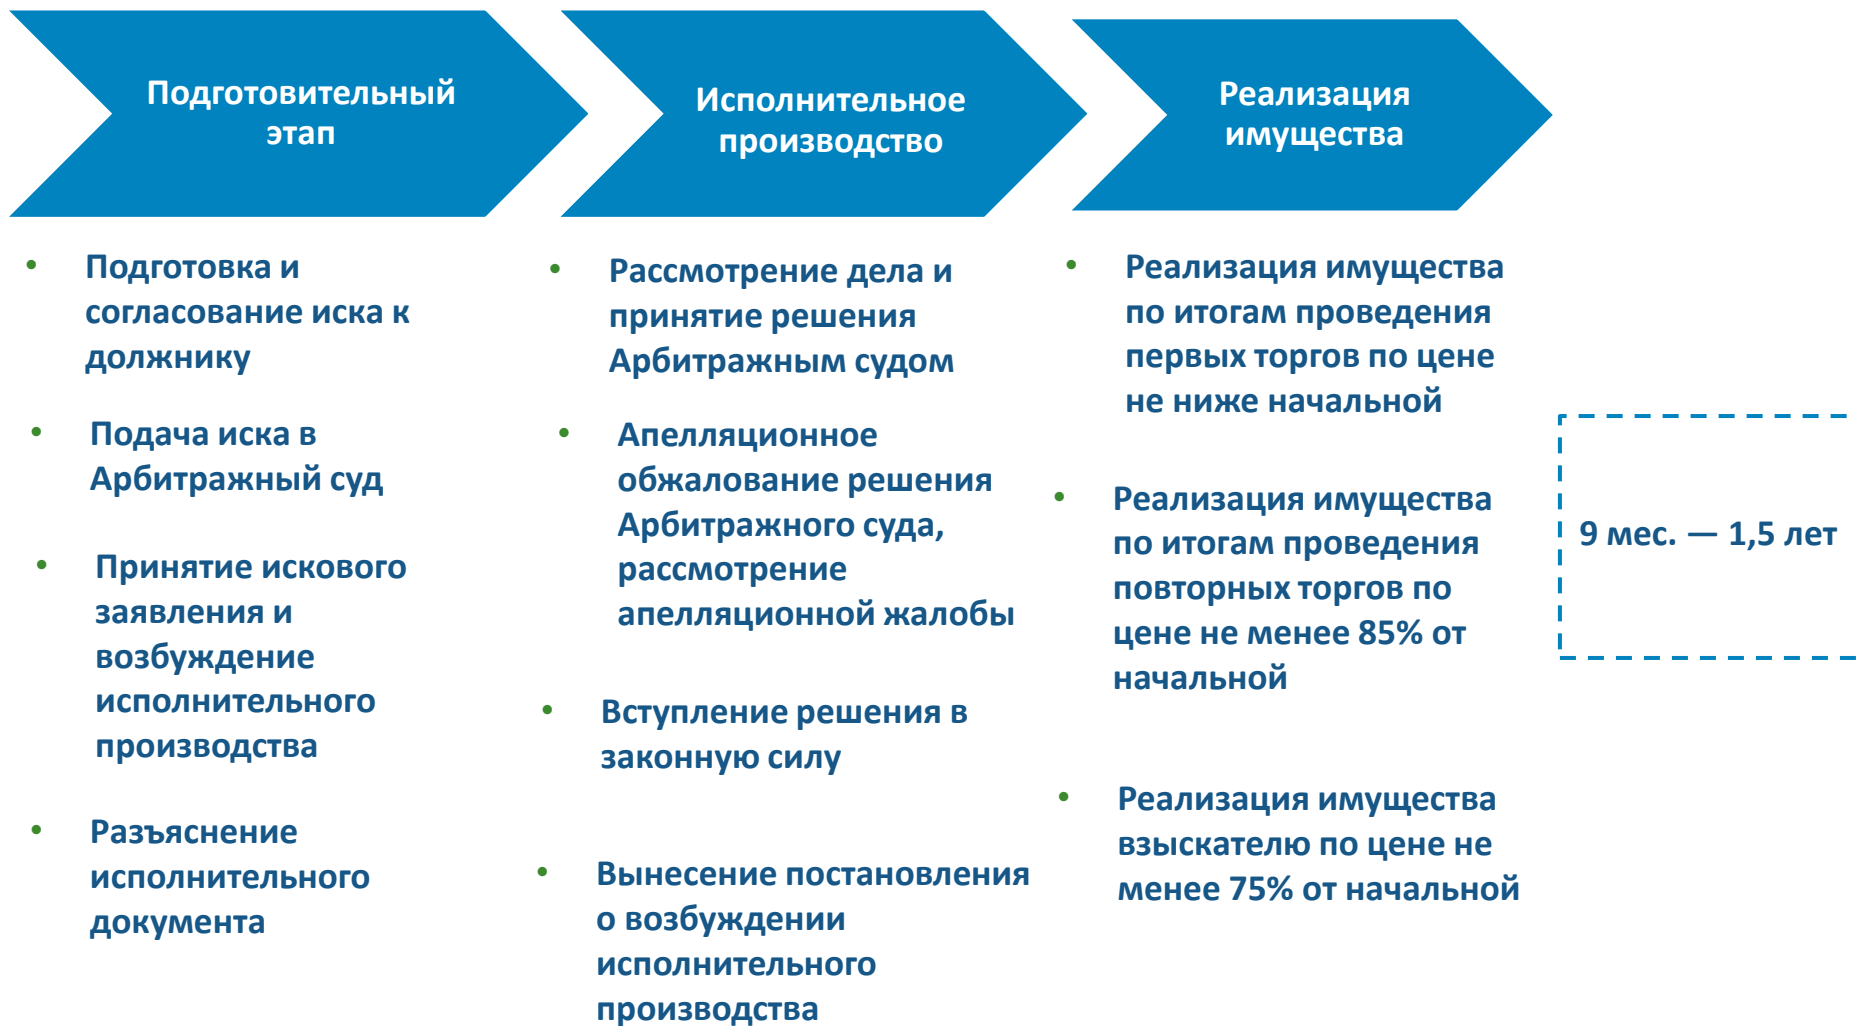 Подготовительный
этап
Исполнительное
производство
Реализация
имущества
• Подготовка и
согласование иска к
должнику
• Подача иска в
Арбитражный суд
• Принятие искового
заявления и
возбуждение
исполнительного
производства
• Разъяснение
исполнительного
документа
• Рассмотрение дела и
принятие решения
Арбитражным судом
• Апелляционное
обжалование решения
Арбитражного суда,
рассмотрение
апелляционной жалобы
• Вступление решения в
законную силу
• Вынесение постановления
о возбуждении
исполнительного
производства
• Реализация имущества
по итогам проведения
первых торгов по цене
не ниже начальной
• Реализация имущества
по итогам проведения
повторных торгов по
цене не менее 85% от
начальной
• Реализация имущества
взыскателю по цене не
менее 75% от начальной
9 мес. — 1,5 лет